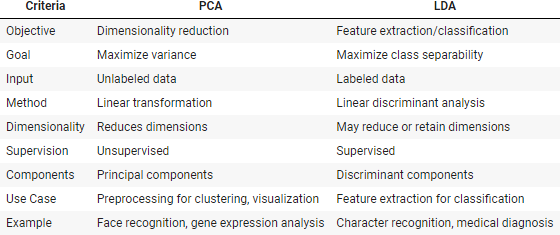 Criteria PCA LDA
Objective Dimensionality reduction Feature extraction/classification
Goal Maximize variance Maximize class separability
Input Unlabeled data Labeled data
Method Linear transformation Linear discriminant analysis
Dimensionality Reduces dimensions May reduce or retain dimensions
Supervision Unsupervised Supervised
Components Principal components Discriminant components
Use Case Preprocessing for clustering, visualization Feature extraction for classification
Example Face recognition, gene expression analysis Character recognition, medical diagnosis